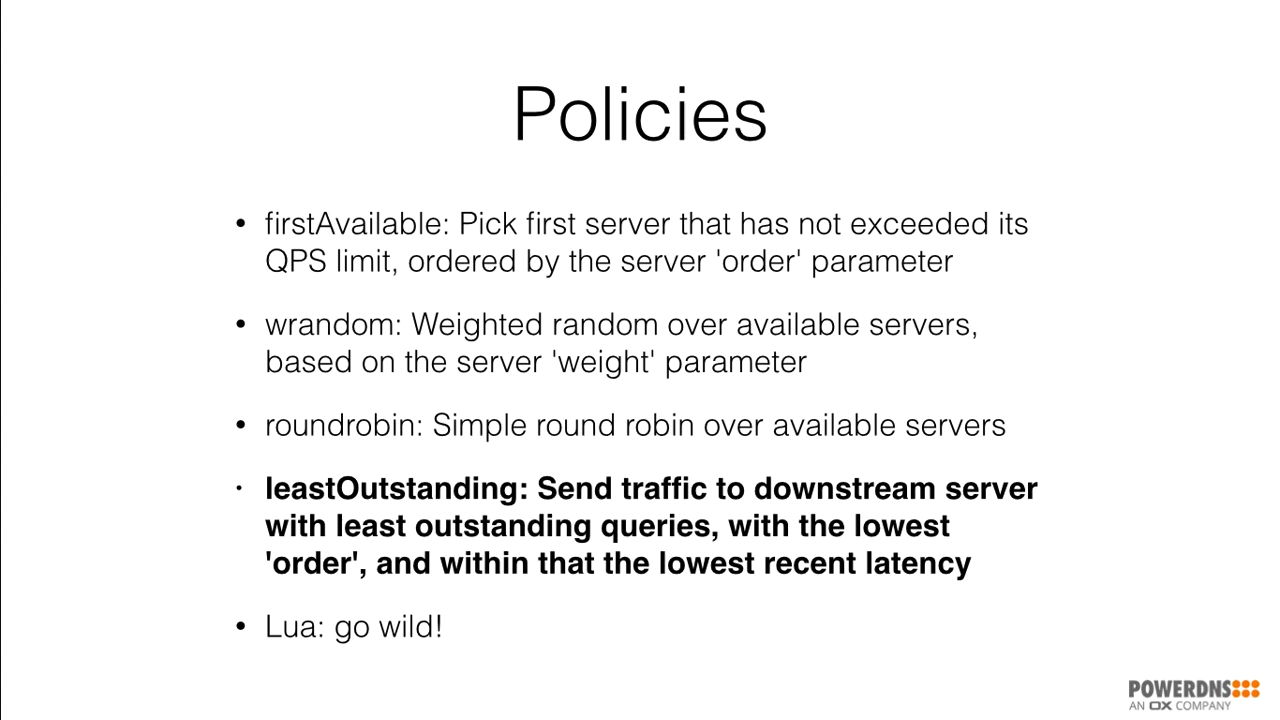 Policies
• firstAvailable: Pick first server that has not exceeded its
QPS limit, ordered by the server 'order' parameter
• wrandom: Weighted random over available servers,
based on the server 'weight' parameter
• roundrobin: Simple round robin over available servers
• leastOutstanding: Send traffic to downstream server
with least outstanding queries, with the lowest
'order', and within that the lowest recent latency
• Lua: go wild!
POWERDNS
AN OX COMPANY